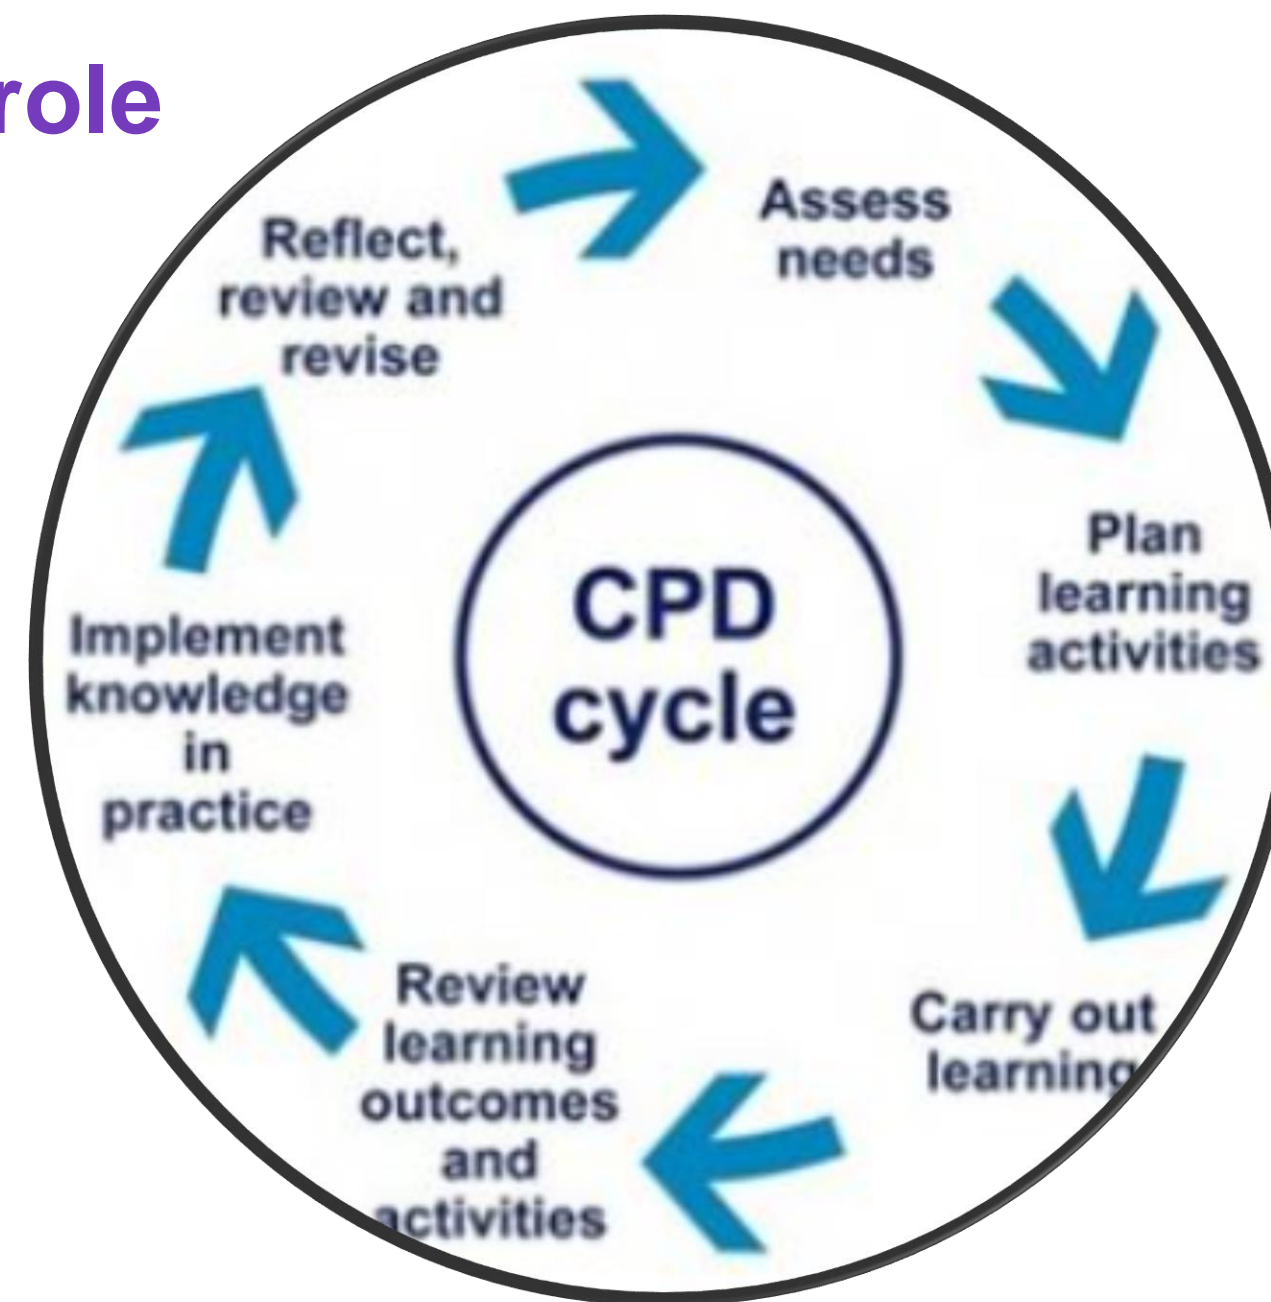 role
Assess
needs
Plan
learning
activities
Carry out
learning
Review
learning
outcomes
and
activities
Implement
knowledge
in
practice
Reflect,
review and
revise
CPD
cycle